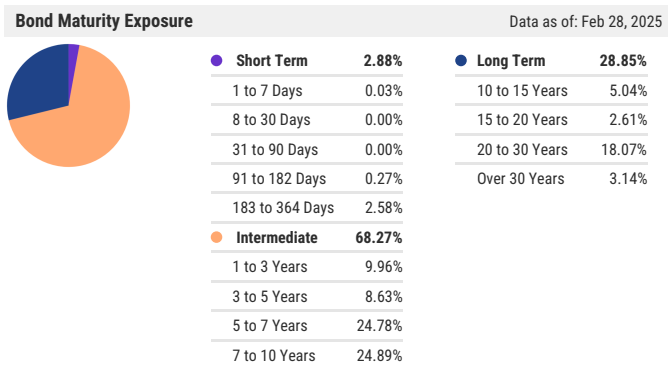 Bond Maturity Exposure
Data as of: Feb 28, 2025
Short Term 2.88%
1 to 7 Days 0.03%
8 to 30 Days 0.00%
31 to 90 Days 0.00%
91 to 182 Days 0.27%
183 to 364 Days 2.58%
Intermediate 68.27%
1 to 3 Years 9.96%
3 to 5 Years 8.63%
5 to 7 Years 24.78%
7 to 10 Years 24.89%
Long Term 28.85%
10 to 15 Years 5.04%
15 to 20 Years 2.61%
20 to 30 Years 18.07%
Over 30 Years 3.14%